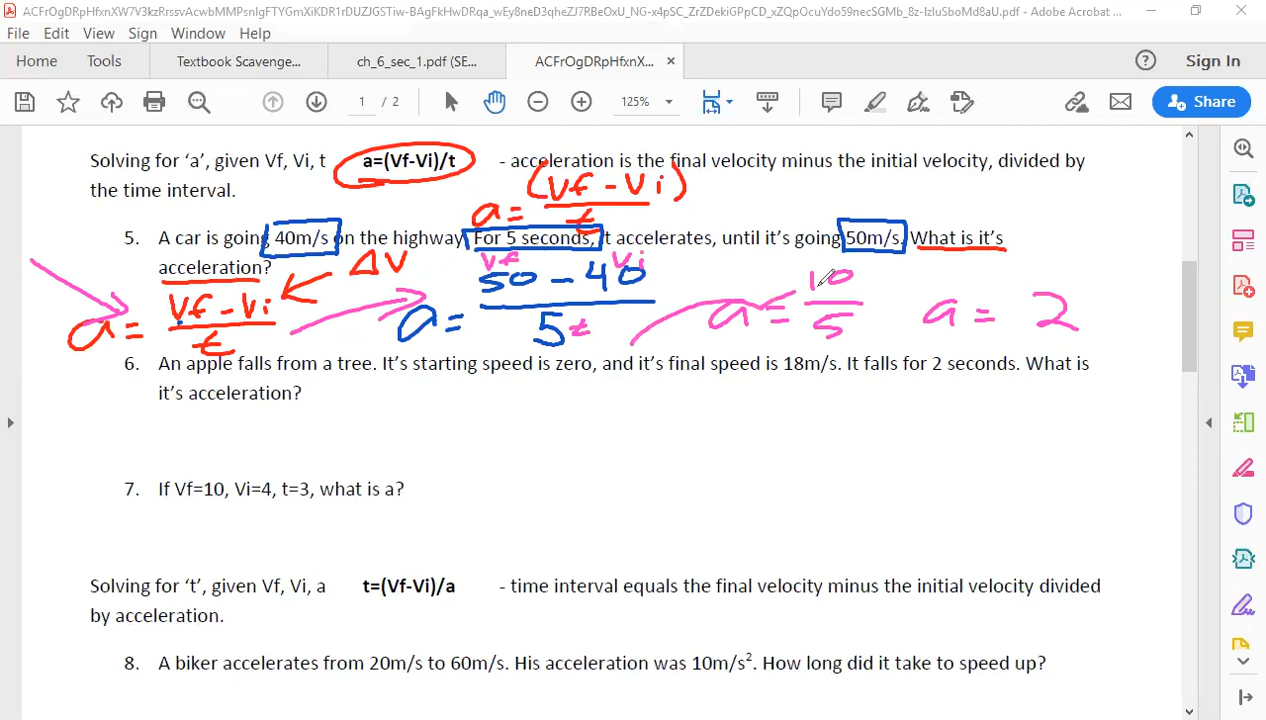 ACFrOgDRpHfxnXW7V3kzRrssvAcwbMMPsnIgFTYGmXiKDR1rDUZJGSTiw-BAgFkHwDRqa_wEy8neD3qheZJ7RBeOxU_NG-x4pSC_ZrZDekiGPpCD_xZQpOcuYdo59necSGMb_8z-IzluSboMd8aU.pdf - Adobe Acrobat ...
File Edit View Sign Window Help
Home Tools Textbook Scavenge... ch_6_sec_1.pdf (SE... ACFrOgDRpHfxnX... × Sign In
1 / 2 125% Share
Solving for ‘a’, given Vf, Vi, t a=(Vf-Vi)/t - acceleration is the final velocity minus the initial velocity, divided by
the time interval.
a = (Vf - Vi) / t
5. A car is going 40m/s on the highway. For 5 seconds, it accelerates, until it’s going 50m/s. What is it’s
acceleration?
ΔV Vf Vi
a = Vf - Vi / t a = 50 - 40 / 5 t a = 10 / 5 a = 2
6. An apple falls from a tree. It’s starting speed is zero, and it’s final speed is 18m/s. It falls for 2 seconds. What is
it’s acceleration?
7. If Vf=10, Vi=4, t=3, what is a?
Solving for ‘t’, given Vf, Vi, a t=(Vf-Vi)/a - time interval equals the final velocity minus the initial velocity divided
by acceleration.
8. A biker accelerates from 20m/s to 60m/s. His acceleration was 10m/s². How long did it take to speed up?